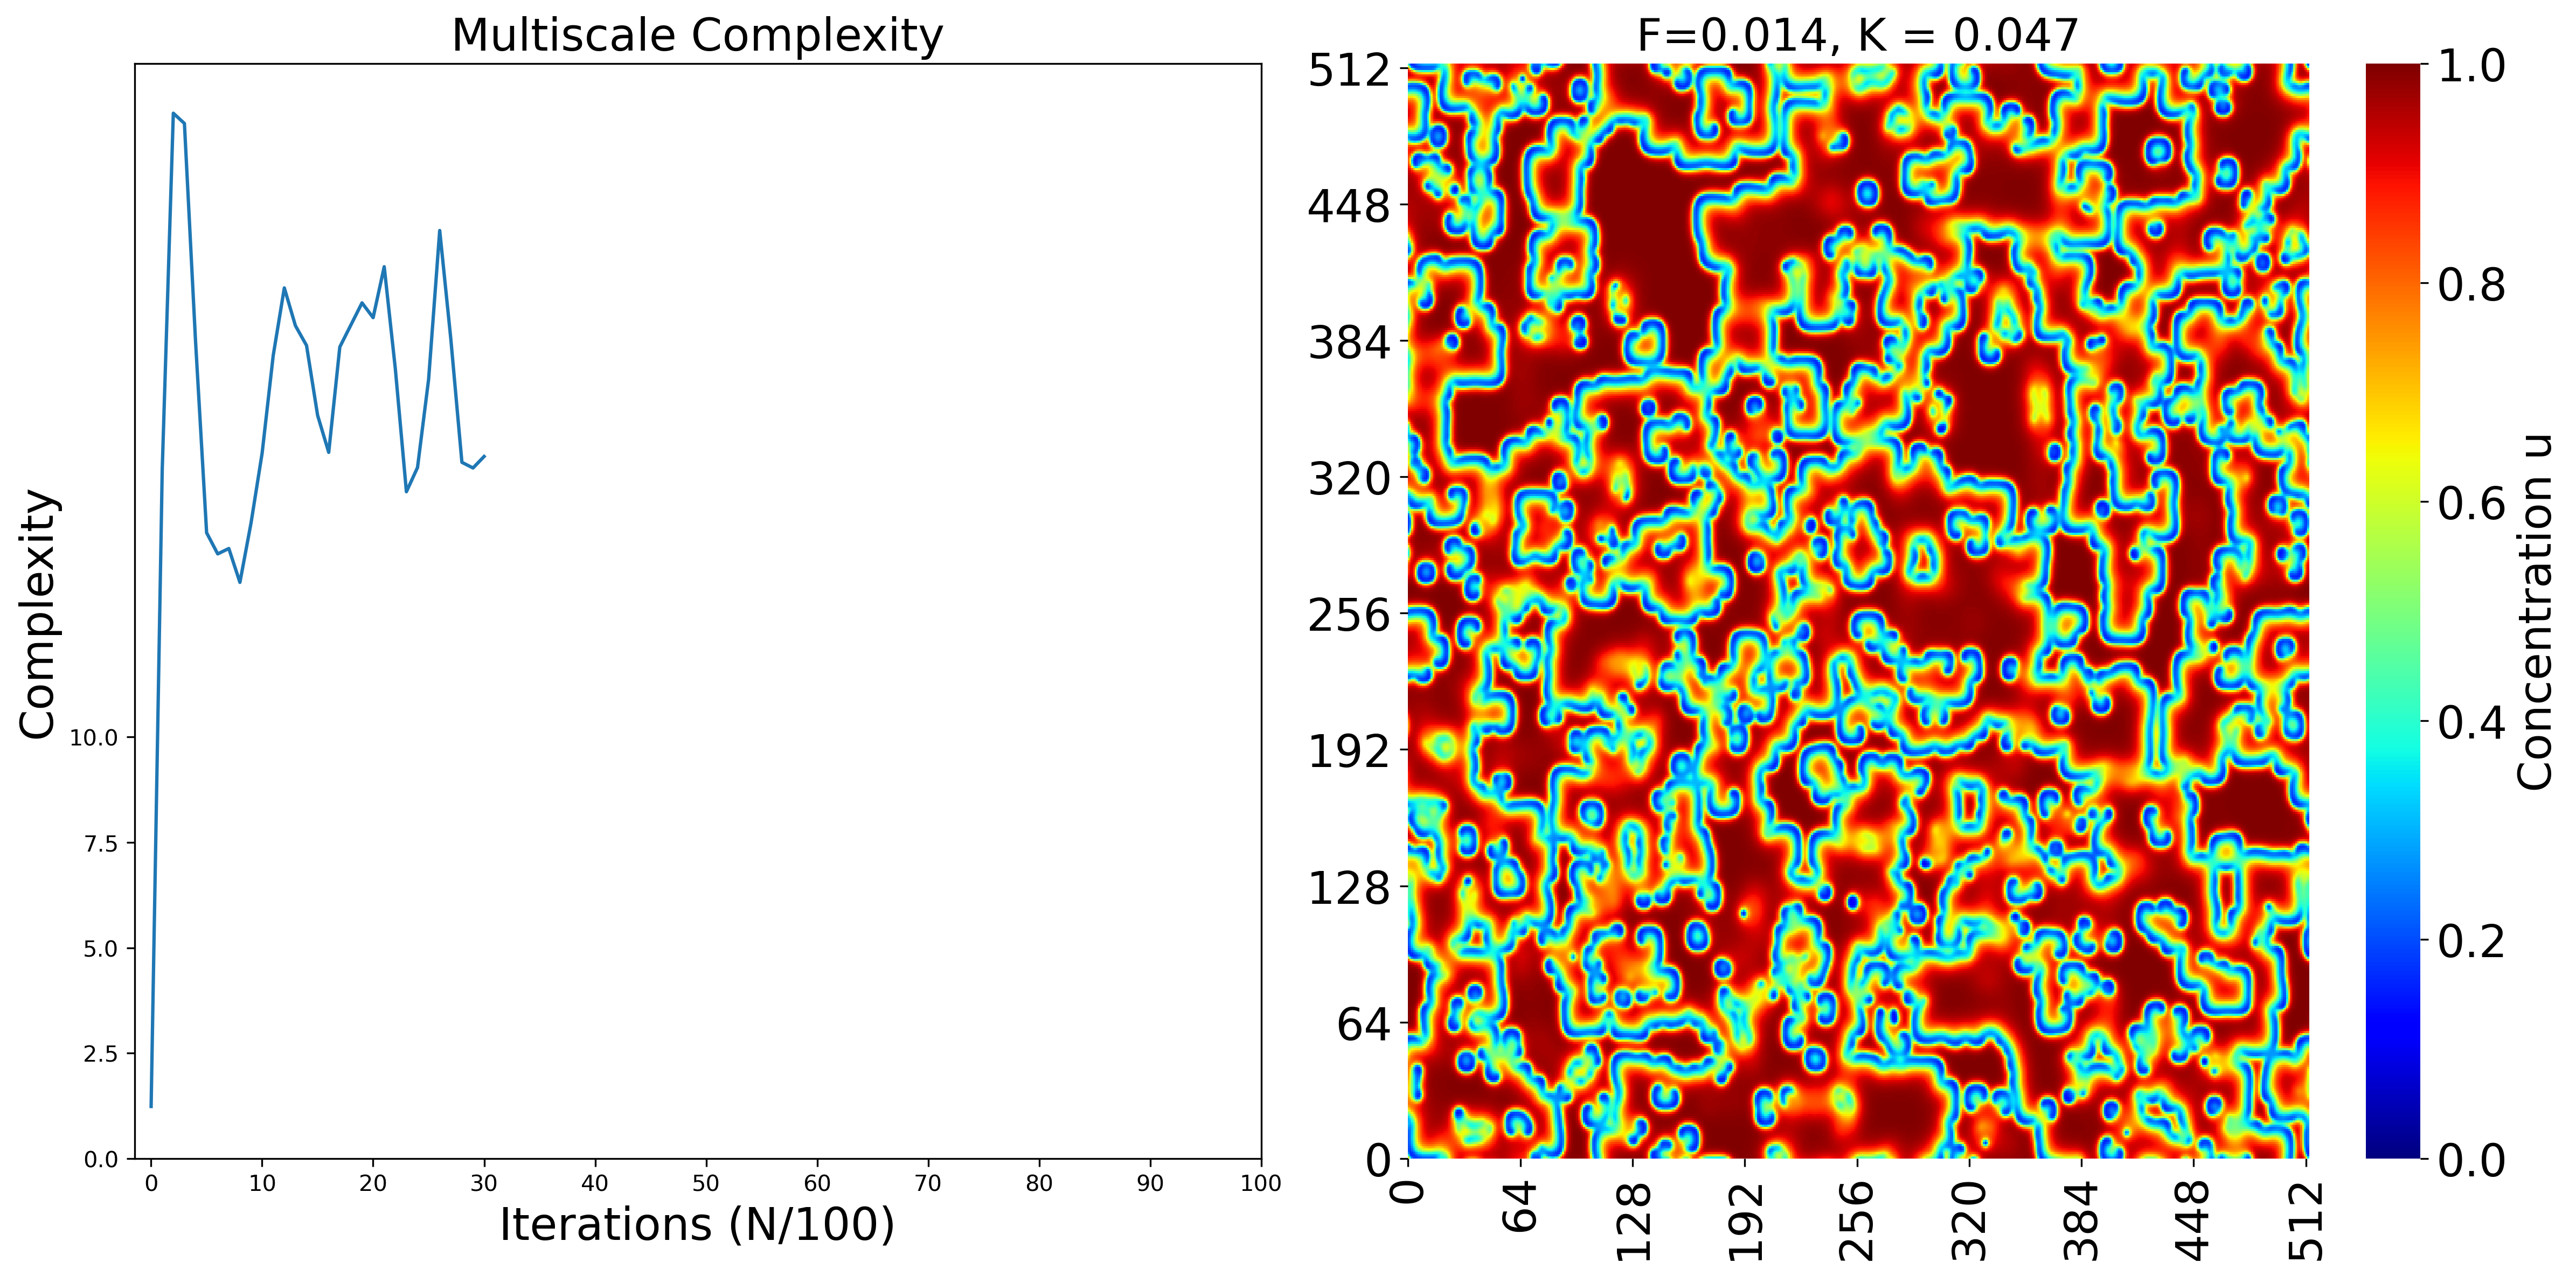 Multiscale Complexity
Complexity
10.0
7.5
5.0
2.5
0.0
0 10 20 30 40 50 60 70 80 90 100
Iterations (N/100)
F=0.014, K = 0.047
512
448
384
320
256
192
128
64
0
0 64 128 192 256 320 384 448 512
1.0
0.8
0.6
0.4
0.2
0.0
Concentration u